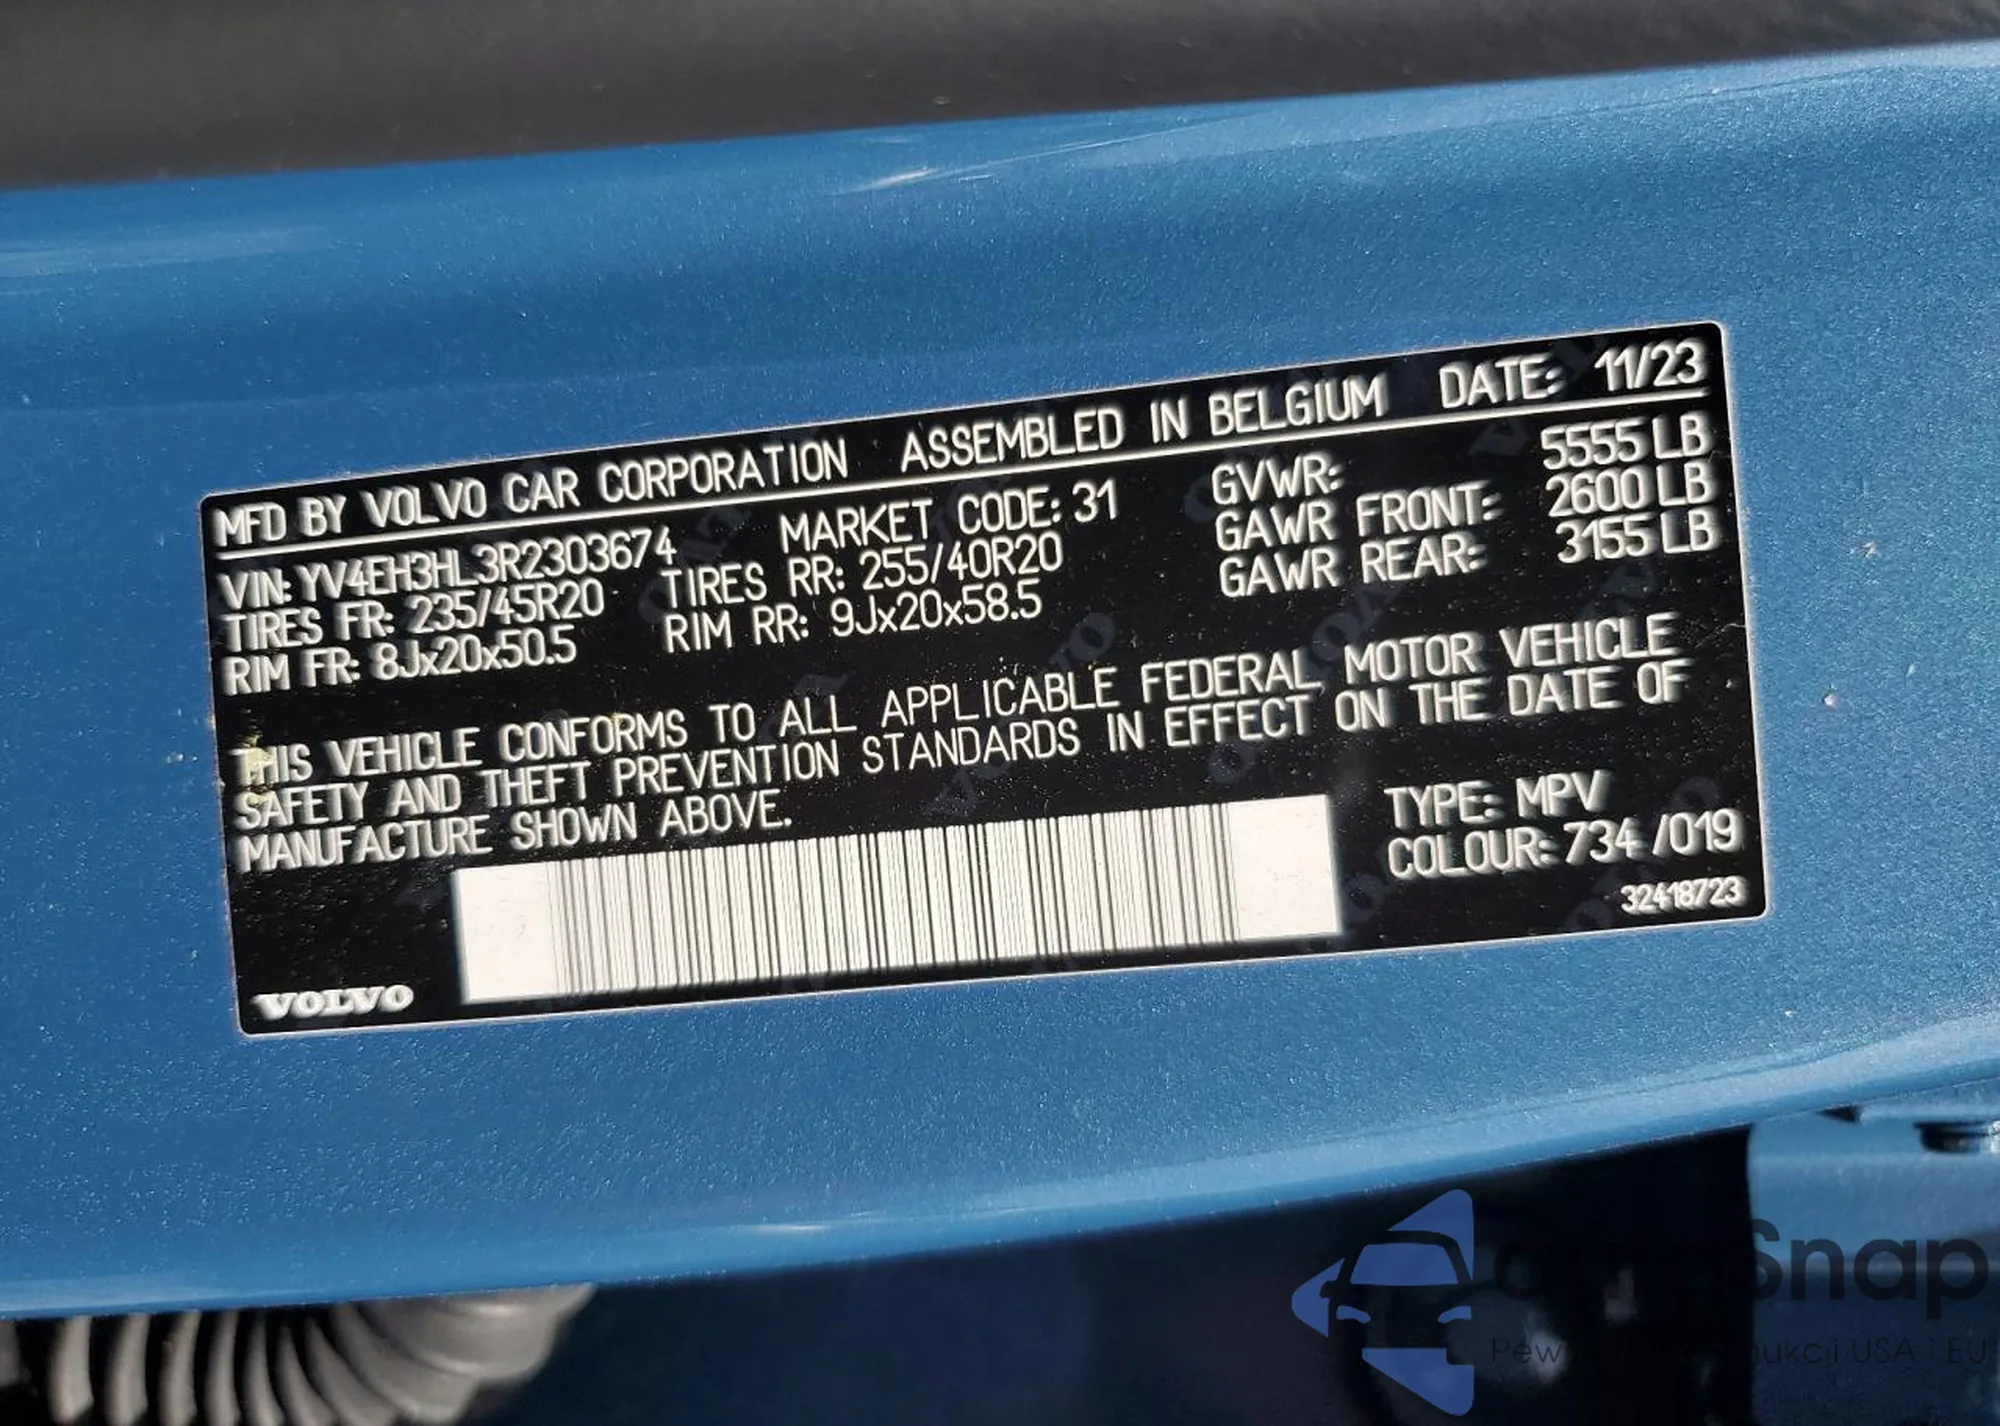 MFD BY VOLVO CAR CORPORATION ASSEMBLED IN BELGIUM DATE: 11/23
VIN: YV4EH3HL3R2303674 MARKET CODE: 31 GVWR: 5555 LB
TIRES FR: 235/45R20 TIRES RR: 255/40R20 GAWR FRONT: 2600 LB
RIM FR: 8Jx20x50.5 RIM RR: 9Jx20x58.5 GAWR REAR: 3155 LB
THIS VEHICLE CONFORMS TO ALL APPLICABLE FEDERAL MOTOR VEHICLE
SAFETY AND THEFT PREVENTION STANDARDS IN EFFECT ON THE DATE OF
MANUFACTURE SHOWN ABOVE.
TYPE: MPV
COLOUR: 734 /019
32418723
VOLVO
Snap
USA EU